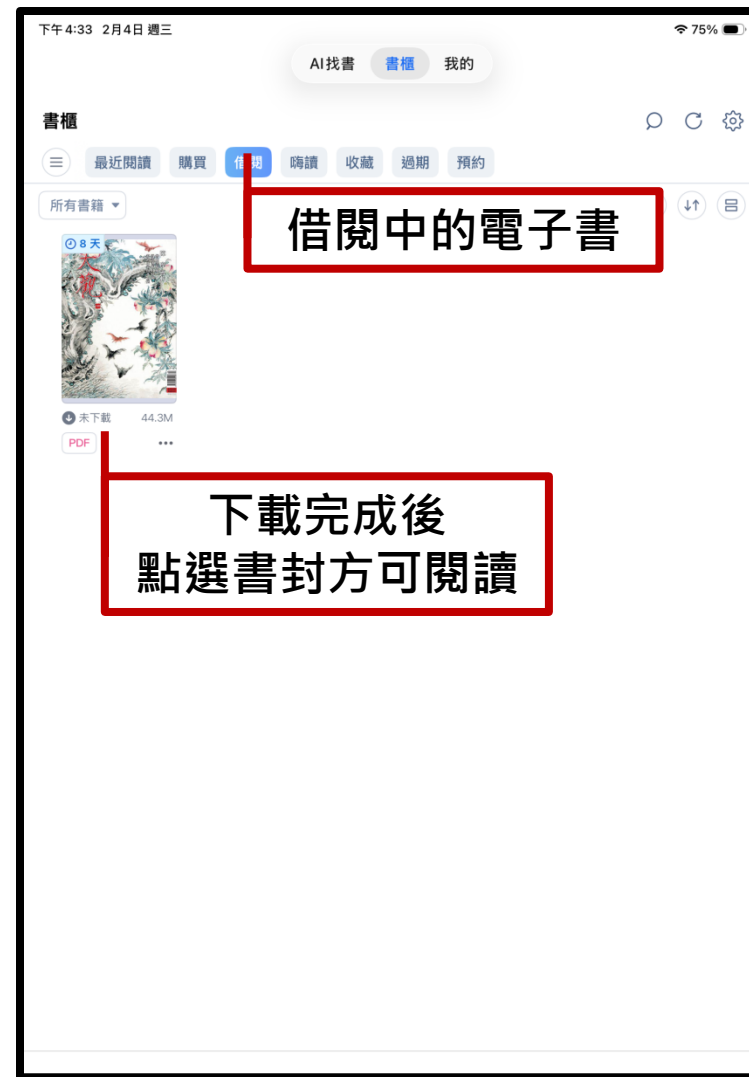 下午4:33 2月4日 週三 75%
AI找書 書櫃 我的
書櫃
最近閱讀 購買 借閱 嗨讀 收藏 過期 預約
所有書籍
借閱中的電子書
8 天
未下載 44.3M
PDF
下載完成後
點選書封方可閱讀